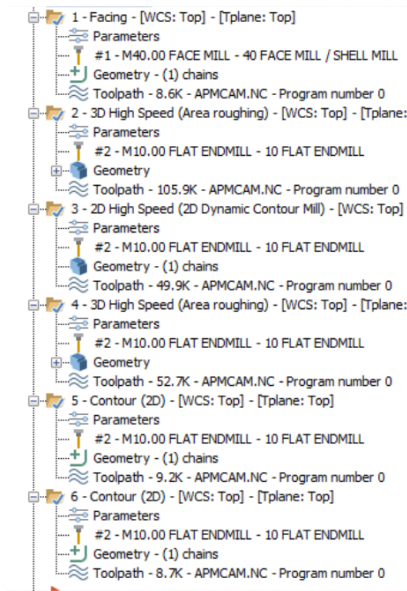 1 - Facing - [WCS: Top] - [Tplane: Top]
Parameters
#1 - M40.00 FACE MILL - 40 FACE MILL / SHELL MILL
Geometry - (1) chains
Toolpath - 8.6K - APMCAM.NC - Program number 0
2 - 3D High Speed (Area roughing) - [WCS: Top] - [Tplane:
Parameters
#2 - M10.00 FLAT ENDMILL - 10 FLAT ENDMILL
Geometry
Toolpath - 105.9K - APMCAM.NC - Program number 0
3 - 2D High Speed (2D Dynamic Contour Mill) - [WCS: Top]
Parameters
#2 - M10.00 FLAT ENDMILL - 10 FLAT ENDMILL
Geometry - (1) chains
Toolpath - 49.9K - APMCAM.NC - Program number 0
4 - 3D High Speed (Area roughing) - [WCS: Top] - [Tplane:
Parameters
#2 - M10.00 FLAT ENDMILL - 10 FLAT ENDMILL
Geometry
Toolpath - 52.7K - APMCAM.NC - Program number 0
5 - Contour (2D) - [WCS: Top] - [Tplane: Top]
Parameters
#2 - M10.00 FLAT ENDMILL - 10 FLAT ENDMILL
Geometry - (1) chains
Toolpath - 9.2K - APMCAM.NC - Program number 0
6 - Contour (2D) - [WCS: Top] - [Tplane: Top]
Parameters
#2 - M10.00 FLAT ENDMILL - 10 FLAT ENDMILL
Geometry - (1) chains
Toolpath - 8.7K - APMCAM.NC - Program number 0